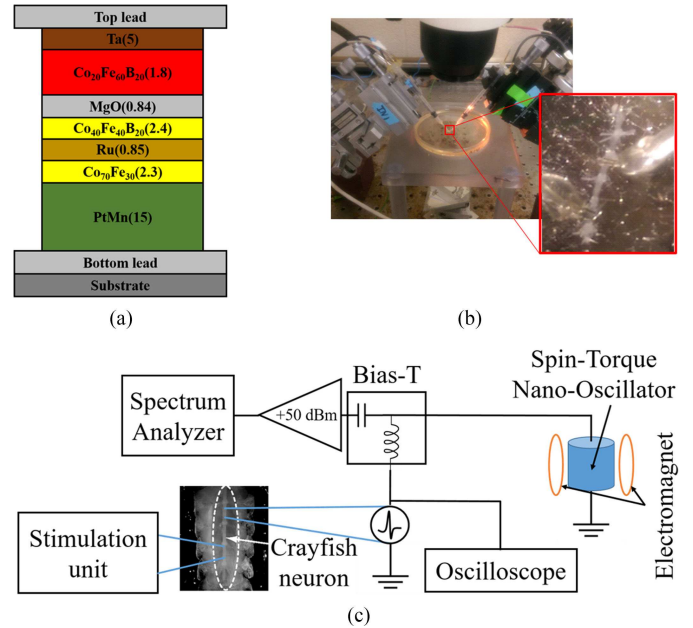 Top lead
Ta(5)
Co20Fe60B20(1.8)
MgO(0.84)
Co40Fe40B20(2.4)
Ru(0.85)
Co70Fe30(2.3)
PtMn(15)
Bottom lead
Substrate
(a)
(b)
Spectrum
Analyzer
+50 dBm
Bias-T
Spin-Torque
Nano-Oscillator
Electromagnet
Stimulation
unit
Crayfish
neuron
Oscilloscope
(c)